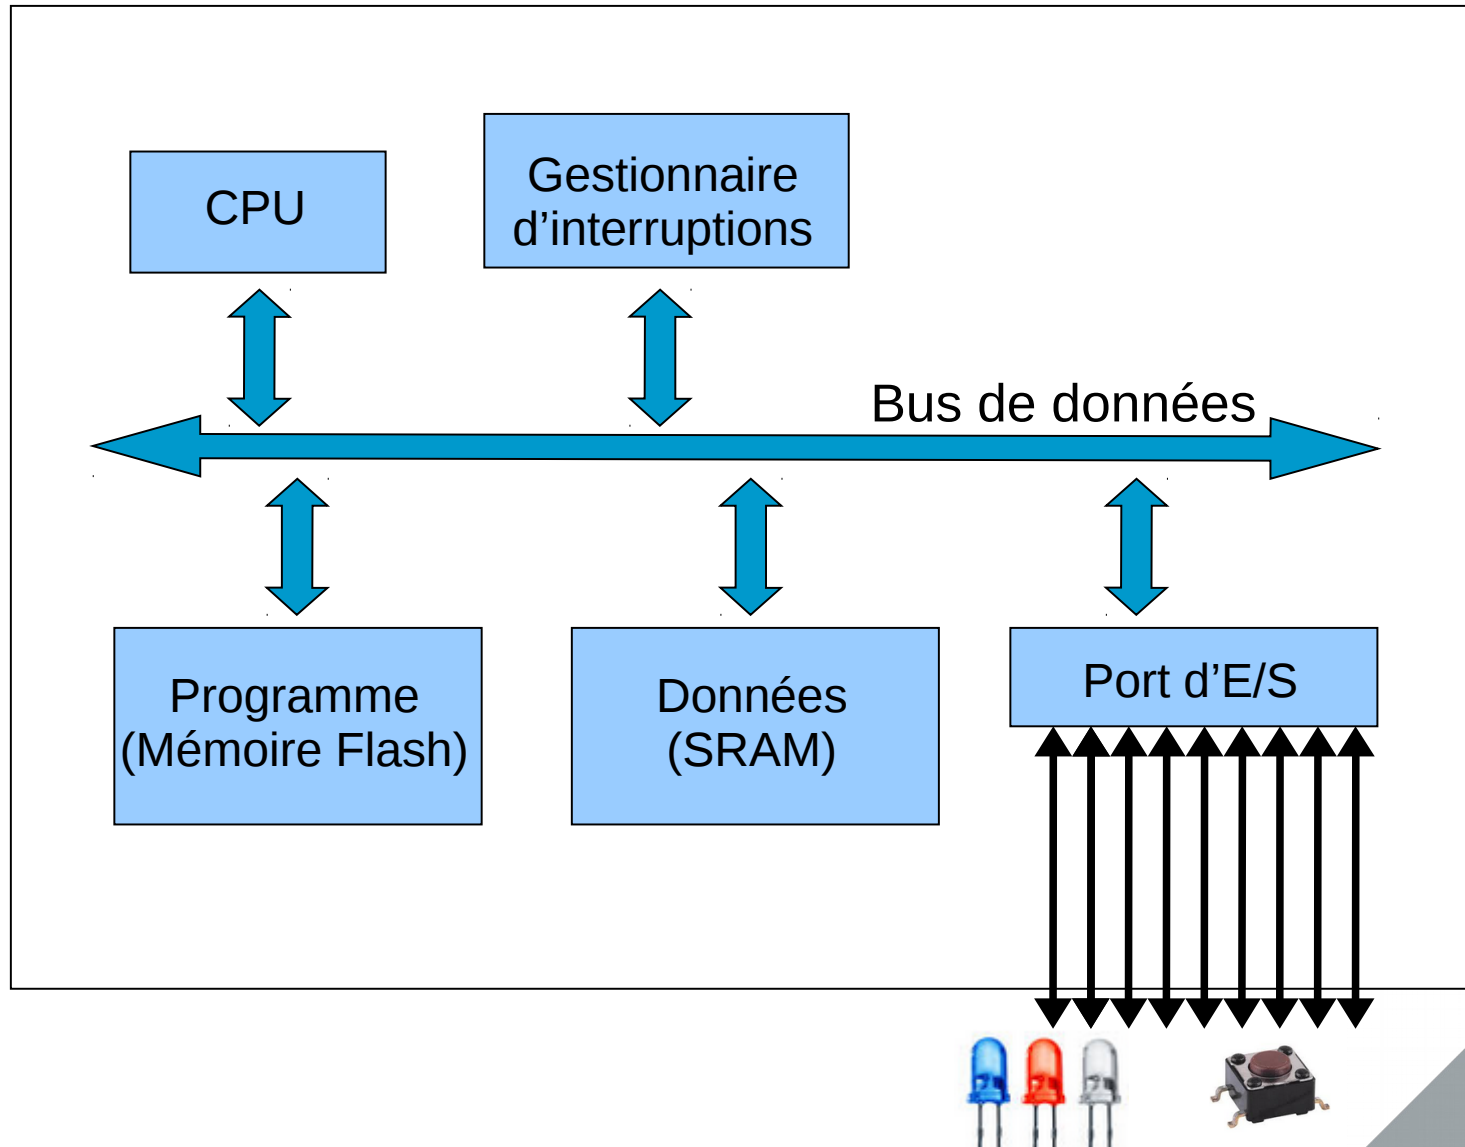 CPU
Gestionnaire
d’interruptions
Bus de données
Programme
(Mémoire Flash)
Données
(SRAM)
Port d’E/S